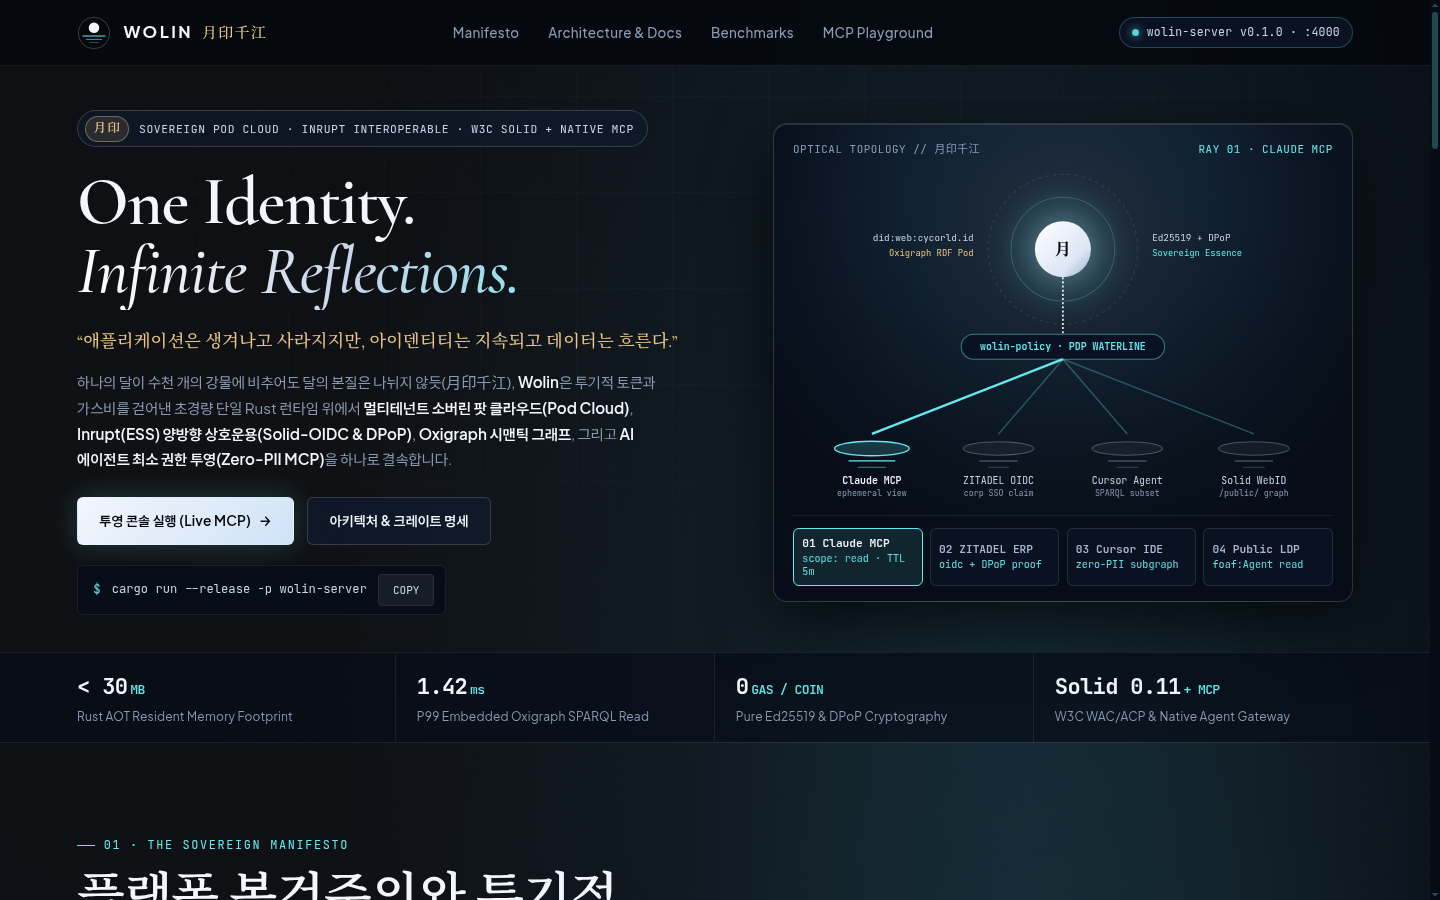 WOLIN 月印千江
Manifesto
Architecture & Docs
Benchmarks
MCP Playground
wolin-server v0.1.0 · :4000
月印 SOVEREIGN POD CLOUD · INRUPT INTEROPERABLE · W3C SOLID + NATIVE MCP
One Identity.
Infinite Reflections.
“애플리케이션은 생겨나고 사라지지만, 아이덴티티는 지속되고 데이터는 흐른다.”
하나의 달이 수천 개의 강물에 비추어도 달의 본질은 나뉘지 않듯(月印千江), Wolin은 투기적 토큰과
가스비를 걷어낸 초경량 단일 Rust 런타임 위에서 멀티테넌트 소버린 팟 클라우드(Pod Cloud),
Inrupt(ESS) 양방향 상호운용(Solid-OIDC & DPoP), Oxigraph 시맨틱 그래프, 그리고 AI
에이전트 최소 권한 투영(Zero-PII MCP)을 하나로 결속합니다.
투영 콘솔 실행 (Live MCP) →
아키텍처 & 크레이트 명세
$ cargo run --release -p wolin-server
COPY
OPTICAL TOPOLOGY // 月印千江
RAY 01 · CLAUDE MCP
did:web:cycorld.id
Oxigraph RDF Pod
月
Ed25519 + DPoP
Sovereign Essence
wolin-policy · PDP WATERLINE
Claude MCP
ephemeral view
ZITADEL OIDC
corp SSO claim
Cursor Agent
SPARQL subset
Solid WebID
/public/ graph
01 Claude MCP
scope: read · TTL
5m
02 ZITADEL ERP
oidc + DPoP proof
03 Cursor IDE
zero-PII subgraph
04 Public LDP
foaf:Agent read
< 30 MB
Rust AOT Resident Memory Footprint
1.42 ms
P99 Embedded Oxigraph SPARQL Read
0 GAS / COIN
Pure Ed25519 & DPoP Cryptography
Solid 0.11 + MCP
W3C WAC/ACP & Native Agent Gateway
01 · THE SOVEREIGN MANIFESTO
플랫폼 봉건주의와 투기적